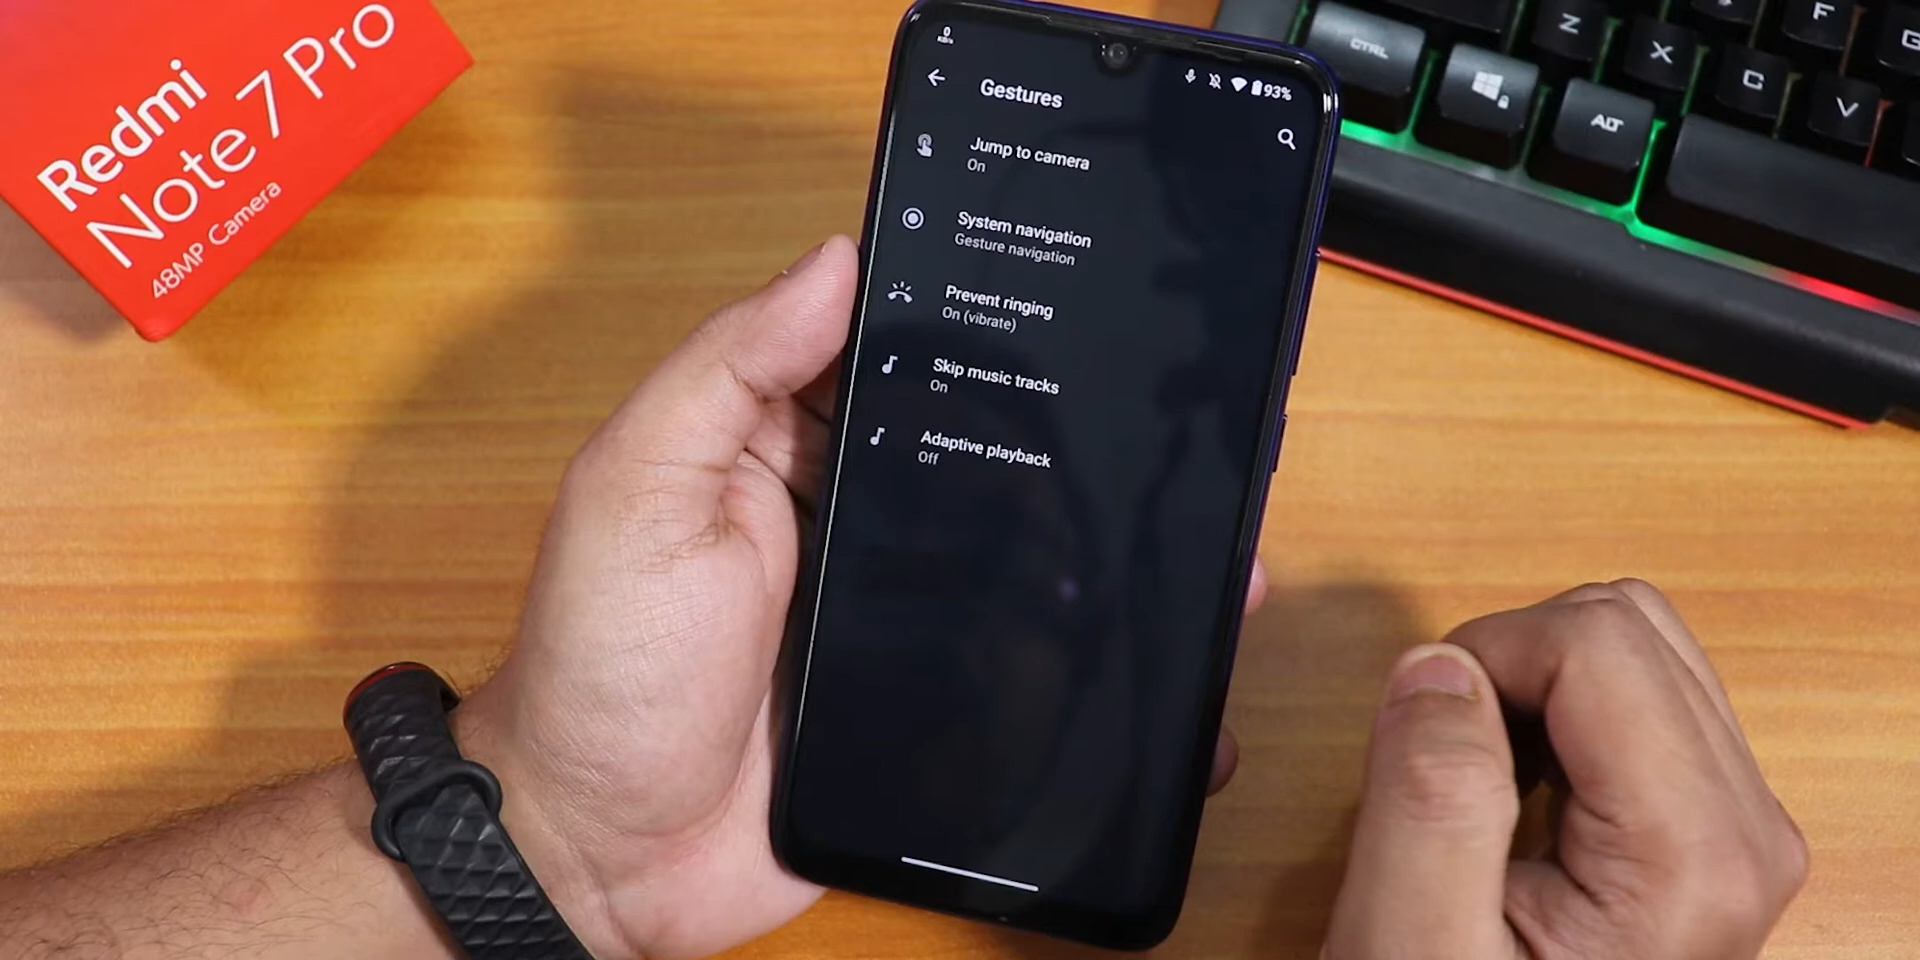 Redmi
Note 7 Pro
48MP Camera
0
93%
Gestures
Jump to camera
On
System navigation
Gesture navigation
Prevent ringing
On (vibrate)
Skip music tracks
On
Adaptive playback
Off
CTRL
ALT
Z
X
C
V
F
G